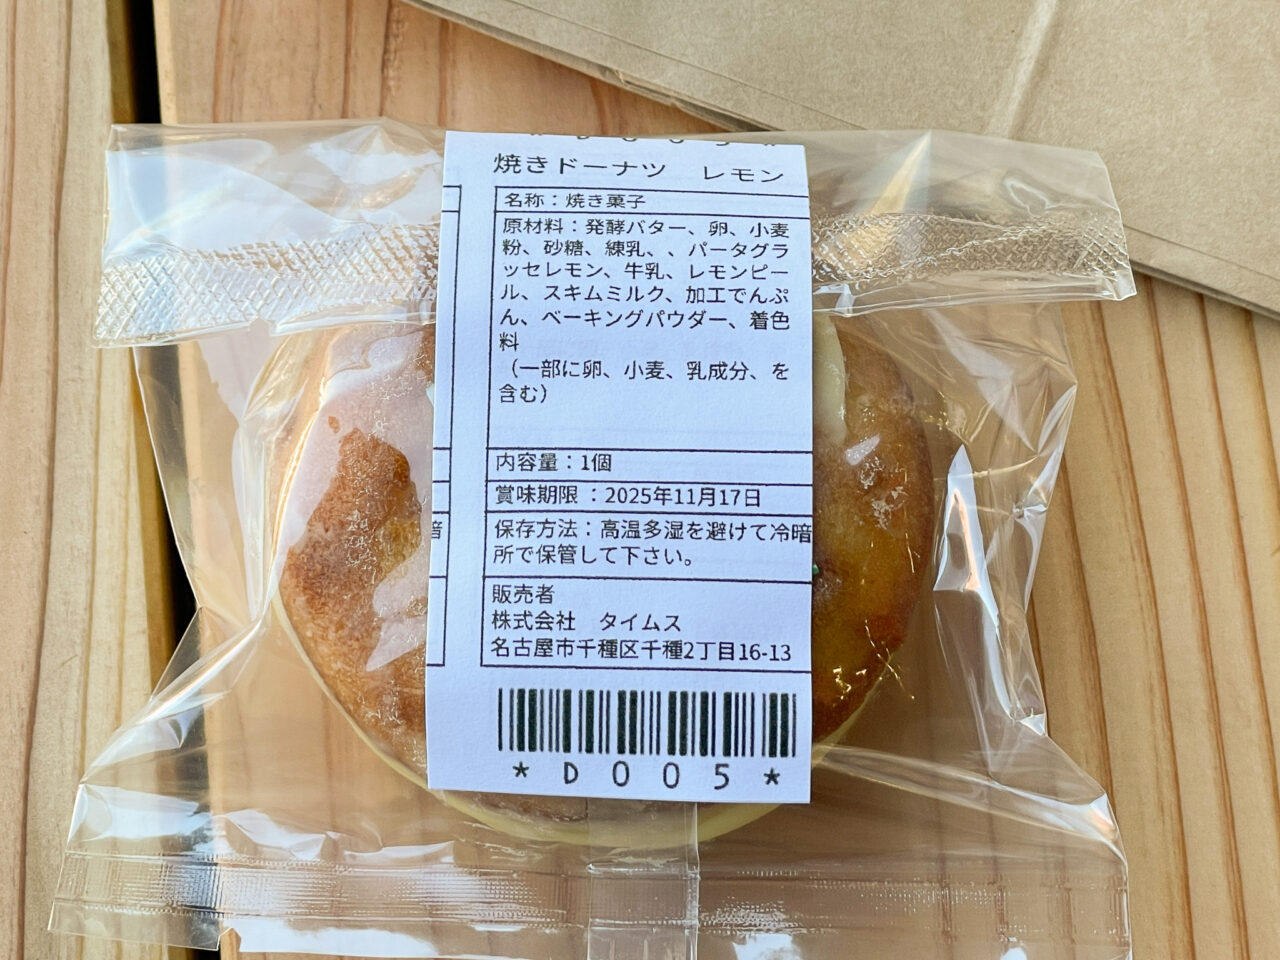 焼きドーナツ　レモン
名称：焼き菓子
原材料：発酵バター、卵、小麦
粉、砂糖、練乳、、パータグラ
ッセレモン、牛乳、レモンピー
ル、スキムミルク、加工でんぷ
ん、ベーキングパウダー、着色
料
（一部に卵、小麦、乳成分、を
含む）
内容量：1個
賞味期限：2025年11月17日
保存方法：高温多湿を避けて冷暗
所で保管して下さい。
販売者
株式会社　タイムス
名古屋市千種区千種2丁目16-13
*D005*
暗